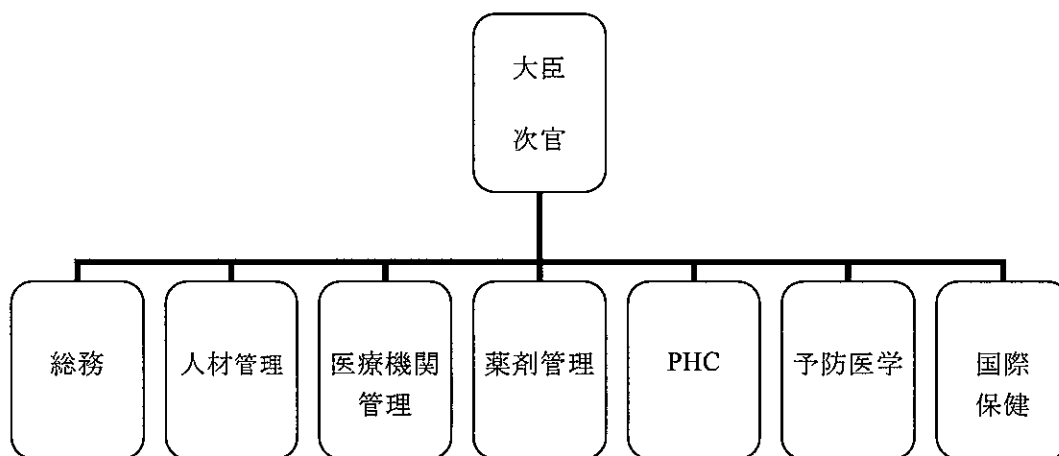 大臣
次官
総務
人材管理
医療機関
管理
薬剤管理
PHC
予防医学
国際
保健